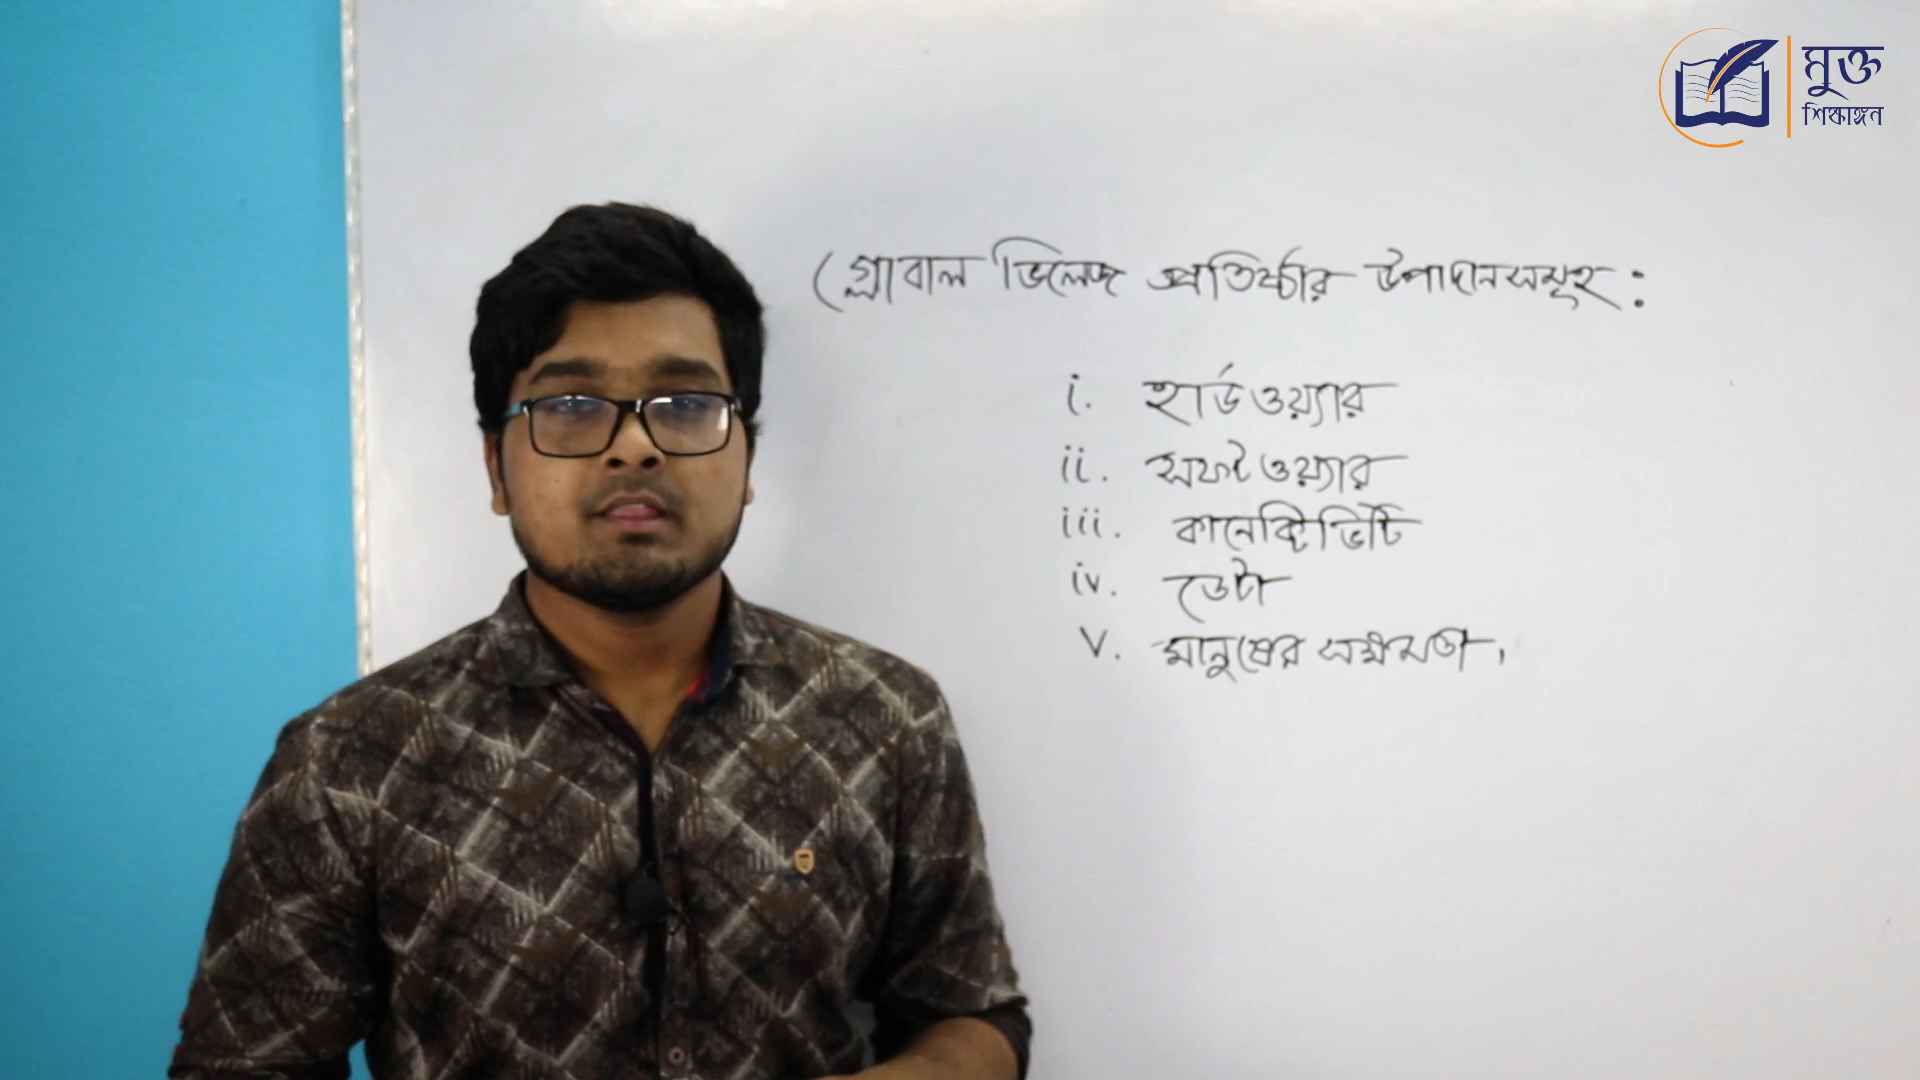 মুক্ত
শিক্ষাঙ্গন
গ্লোবাল ভিলেজ প্রতিষ্ঠার উপাদানসমূহ :
i. হার্ডওয়্যার
ii. সফটওয়্যার
iii. কানেক্টিভিটি
iv. ডেটা
v. মানুষের সক্ষমতা,